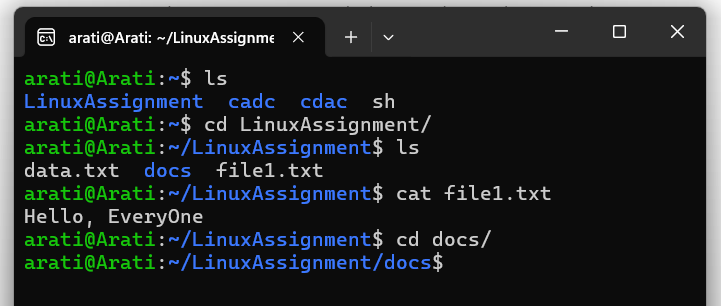 arati@Arati: ~/LinuxAssignme
arati@Arati:~$ ls
LinuxAssignment  cadc  cdac  sh
arati@Arati:~$ cd LinuxAssignment/
arati@Arati:~/LinuxAssignment$ ls
data.txt  docs  file1.txt
arati@Arati:~/LinuxAssignment$ cat file1.txt
Hello, EveryOne
arati@Arati:~/LinuxAssignment$ cd docs/
arati@Arati:~/LinuxAssignment/docs$